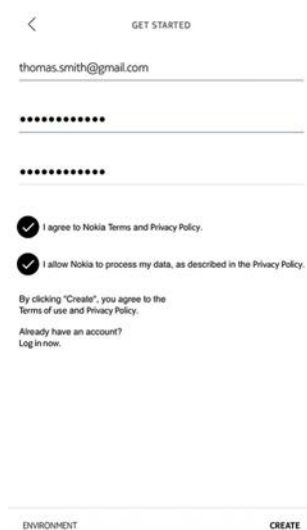 GET STARTED
thomas.smith@gmail.com
••••••••••••
••••••••••••
I agree to Nokia Terms and Privacy Policy.
I allow Nokia to process my data, as described in the Privacy Policy.
By clicking "Create", you agree to the
Terms of use and Privacy Policy.
Already have an account?
Log in now.
ENVIRONMENT CREATE